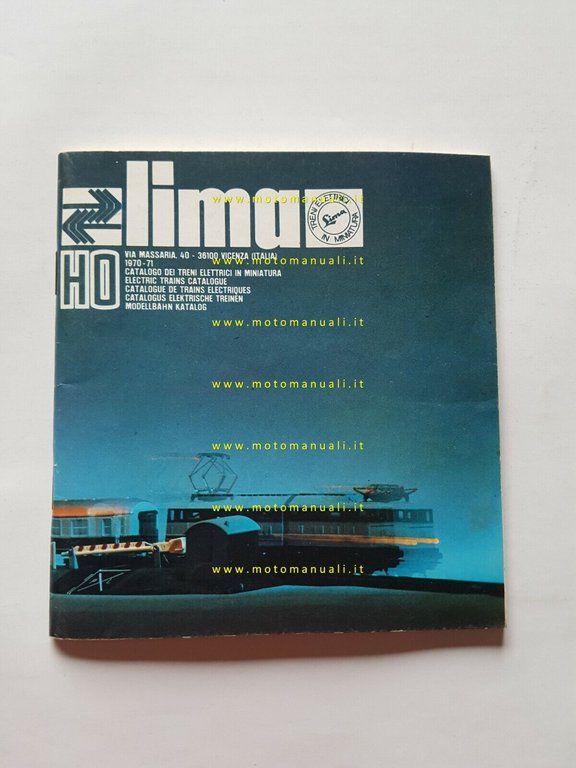 lima
TRENI ELETTRICI
Lima
IN MINIATURA
HO
VIA MASSARIA, 40 - 36100 VICENZA (ITALIA)
1970-71
CATALOGO DEI TRENI ELETTRICI IN MINIATURA
ELECTRIC TRAINS CATALOGUE
CATALOGUE DE TRAINS ELECTRIQUES
CATALOGUS ELEKTRISCHE TREINEN
MODELLBAHN KATALOG
www.motomanuali.it
www.motomanuali.it
www.motomanuali.it
www.motomanuali.it
www.motomanuali.it
www.motomanuali.it
www.motomanuali.it